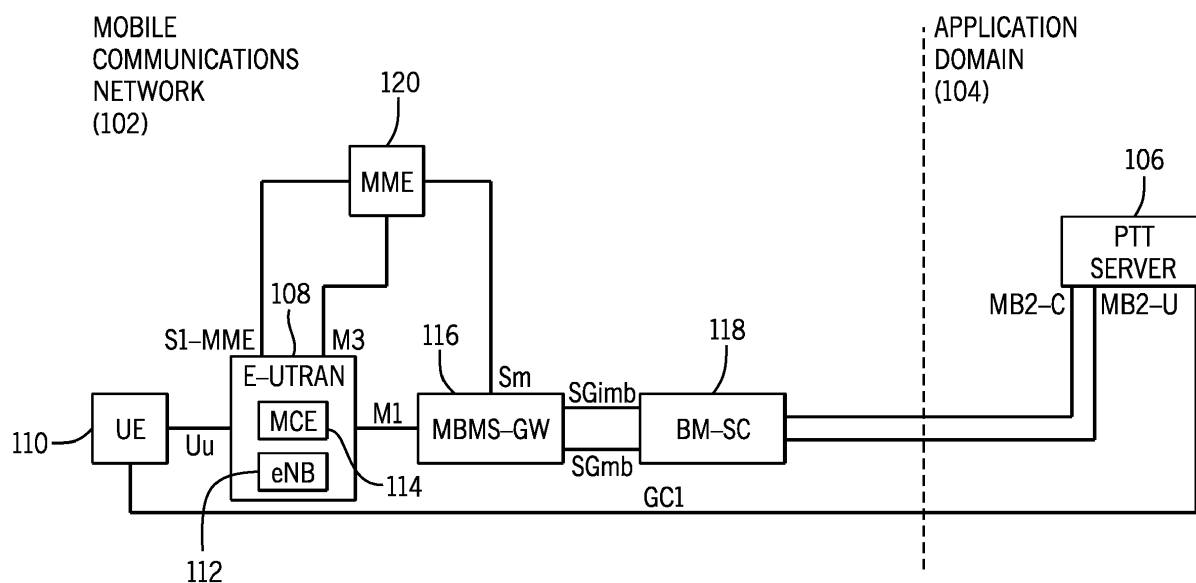 MOBILE
COMMUNICATIONS
NETWORK
(102)
APPLICATION
DOMAIN
(104)
120
MME
106
PTT
SERVER
MB2–C
MB2–U
108
S1–MME
M3
116
118
E–UTRAN
Sm
SGimb
MCE
M1
MBMS–GW
BM–SC
UE
110
Uu
SGmb
eNB
114
GC1
112